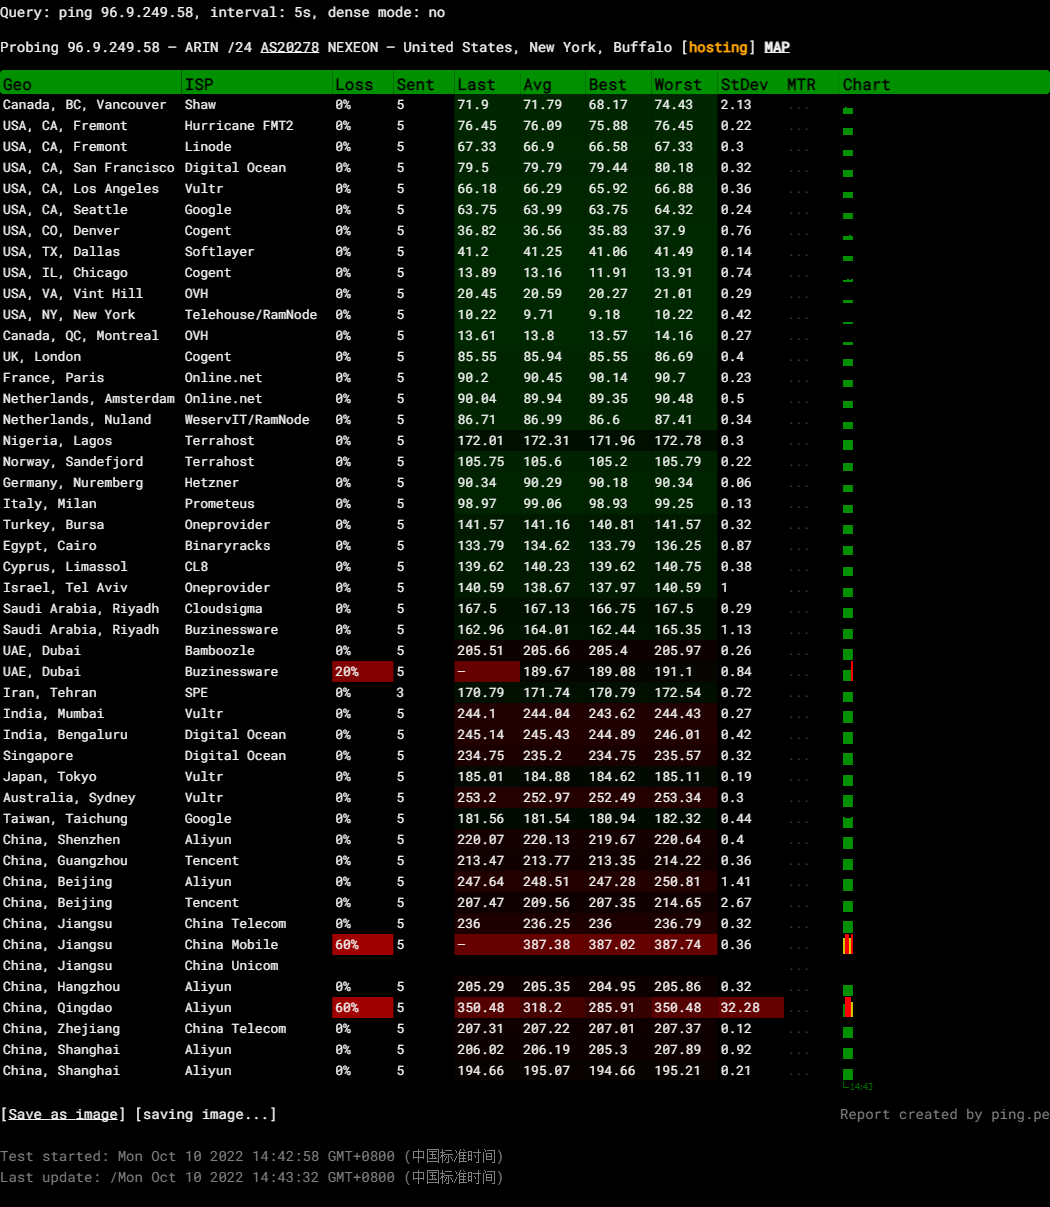 Query: ping 96.9.249.58, interval: 5s, dense mode: no
Probing 96.9.249.58 — ARIN /24 AS20278 NEXEON — United States, New York, Buffalo [hosting] MAP
Geo ISP Loss Sent Last Avg Best Worst StDev MTR Chart
Canada, BC, Vancouver Shaw 0% 5 71.9 71.79 68.17 74.43 2.13 ...
USA, CA, Fremont Hurricane FMT2 0% 5 76.45 76.09 75.88 76.45 0.22 ...
USA, CA, Fremont Linode 0% 5 67.33 66.9 66.58 67.33 0.3 ...
USA, CA, San Francisco Digital Ocean 0% 5 79.5 79.79 79.44 80.18 0.32 ...
USA, CA, Los Angeles Vultr 0% 5 66.18 66.29 65.92 66.88 0.36 ...
USA, CA, Seattle Google 0% 5 63.75 63.99 63.75 64.32 0.24 ...
USA, CO, Denver Cogent 0% 5 36.82 36.56 35.83 37.9 0.76 ...
USA, TX, Dallas Softlayer 0% 5 41.2 41.25 41.06 41.49 0.14 ...
USA, IL, Chicago Cogent 0% 5 13.89 13.16 11.91 13.91 0.74 ...
USA, VA, Vint Hill OVH 0% 5 20.45 20.59 20.27 21.01 0.29 ...
USA, NY, New York Telehouse/RamNode 0% 5 10.22 9.71 9.18 10.22 0.42 ...
Canada, QC, Montreal OVH 0% 5 13.61 13.8 13.57 14.16 0.27 ...
UK, London Cogent 0% 5 85.55 85.94 85.55 86.69 0.4 ...
France, Paris Online.net 0% 5 90.2 90.45 90.14 90.7 0.23 ...
Netherlands, Amsterdam Online.net 0% 5 90.04 89.94 89.35 90.48 0.5 ...
Netherlands, Nuland WeservIT/RamNode 0% 5 86.71 86.99 86.6 87.41 0.34 ...
Nigeria, Lagos Terrahost 0% 5 172.01 172.31 171.96 172.78 0.3 ...
Norway, Sandefjord Terrahost 0% 5 105.75 105.6 105.2 105.79 0.22 ...
Germany, Nuremberg Hetzner 0% 5 90.34 90.29 90.18 90.34 0.06 ...
Italy, Milan Prometeus 0% 5 98.97 99.06 98.93 99.25 0.13 ...
Turkey, Bursa Oneprovider 0% 5 141.57 141.16 140.81 141.57 0.32 ...
Egypt, Cairo Binaryracks 0% 5 133.79 134.62 133.79 136.25 0.87 ...
Cyprus, Limassol CL8 0% 5 139.62 140.23 139.62 140.75 0.38 ...
Israel, Tel Aviv Oneprovider 0% 5 140.59 138.67 137.97 140.59 1 ...
Saudi Arabia, Riyadh Cloudsigma 0% 5 167.5 167.13 166.75 167.5 0.29 ...
Saudi Arabia, Riyadh Buzinessware 0% 5 162.96 164.01 162.44 165.35 1.13 ...
UAE, Dubai Bamboozle 0% 5 205.51 205.66 205.4 205.97 0.26 ...
UAE, Dubai Buzinessware 20% 5 — 189.67 189.08 191.1 0.84 ...
Iran, Tehran SPE 0% 3 170.79 171.74 170.79 172.54 0.72 ...
India, Mumbai Vultr 0% 5 244.1 244.04 243.62 244.43 0.27 ...
India, Bengaluru Digital Ocean 0% 5 245.14 245.43 244.89 246.01 0.42 ...
Singapore Digital Ocean 0% 5 234.75 235.2 234.75 235.57 0.32 ...
Japan, Tokyo Vultr 0% 5 185.01 184.88 184.62 185.11 0.19 ...
Australia, Sydney Vultr 0% 5 253.2 252.97 252.49 253.34 0.3 ...
Taiwan, Taichung Google 0% 5 181.56 181.54 180.94 182.32 0.44 ...
China, Shenzhen Aliyun 0% 5 220.07 220.13 219.67 220.64 0.4 ...
China, Guangzhou Tencent 0% 5 213.47 213.77 213.35 214.22 0.36 ...
China, Beijing Aliyun 0% 5 247.64 248.51 247.28 250.81 1.41 ...
China, Beijing Tencent 0% 5 207.47 209.56 207.35 214.65 2.67 ...
China, Jiangsu China Telecom 0% 5 236 236.25 236 236.79 0.32 ...
China, Jiangsu China Mobile 60% 5 — 387.38 387.02 387.74 0.36 ...
China, Jiangsu China Unicom ...
China, Hangzhou Aliyun 0% 5 205.29 205.35 204.95 205.86 0.32 ...
China, Qingdao Aliyun 60% 5 350.48 318.2 285.91 350.48 32.28 ...
China, Zhejiang China Telecom 0% 5 207.31 207.22 207.01 207.37 0.12 ...
China, Shanghai Aliyun 0% 5 206.02 206.19 205.3 207.89 0.92 ...
China, Shanghai Aliyun 0% 5 194.66 195.07 194.66 195.21 0.21 ...
14:43
[Save as image] [saving image...] Report created by ping.pe
Test started: Mon Oct 10 2022 14:42:58 GMT+0800 (中国标准时间)
Last update: /Mon Oct 10 2022 14:43:32 GMT+0800 (中国标准时间)